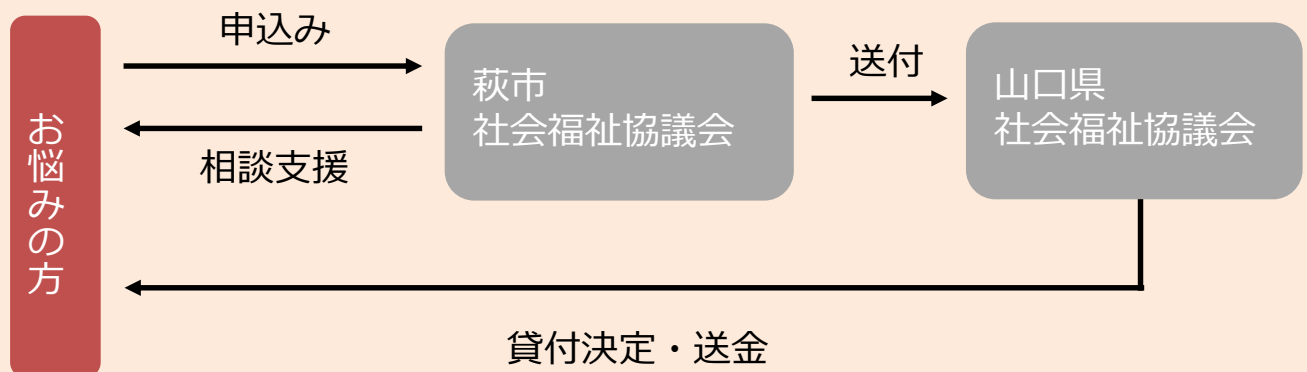 お悩みの方
申込み
相談支援
萩市
社会福祉協議会
送付
山口県
社会福祉協議会
貸付決定・送金